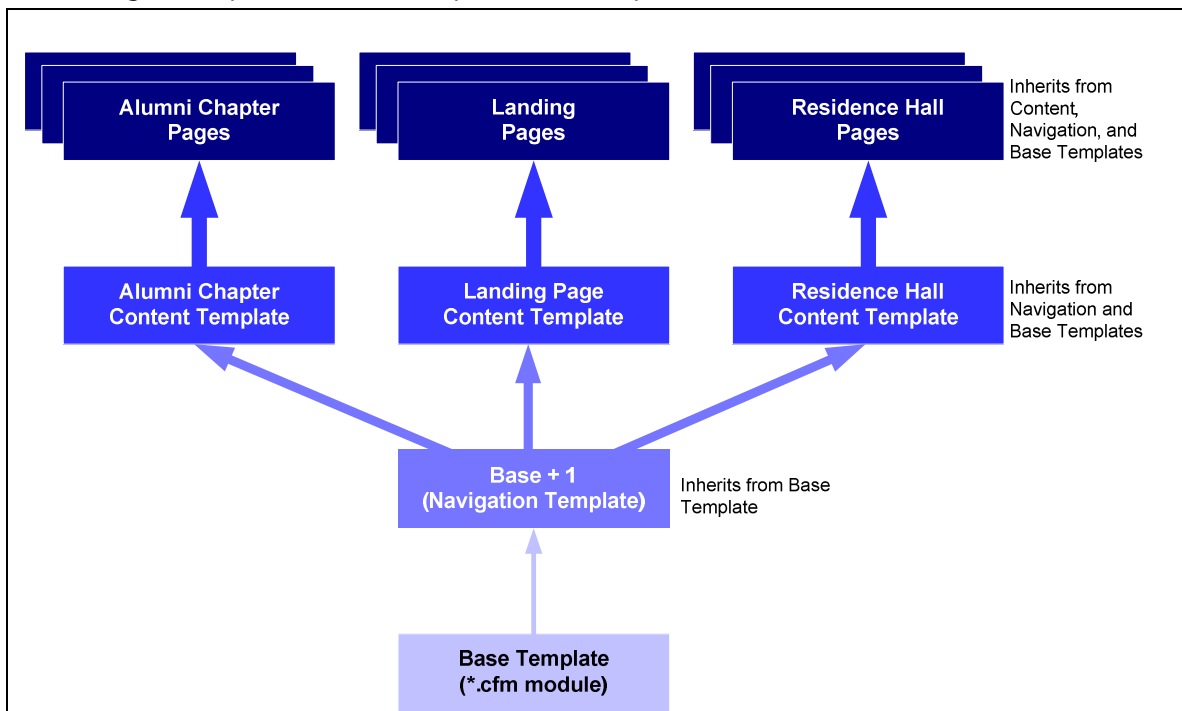 Alumni Chapter
Pages
Landing
Pages
Residence Hall
Pages
Inherits from
Content,
Navigation, and
Base Templates
Alumni Chapter
Content Template
Landing Page
Content Template
Residence Hall
Content Template
Inherits from
Navigation and
Base Templates
Base + 1
(Navigation Template)
Inherits from Base
Template
Base Template
(*.cfm module)